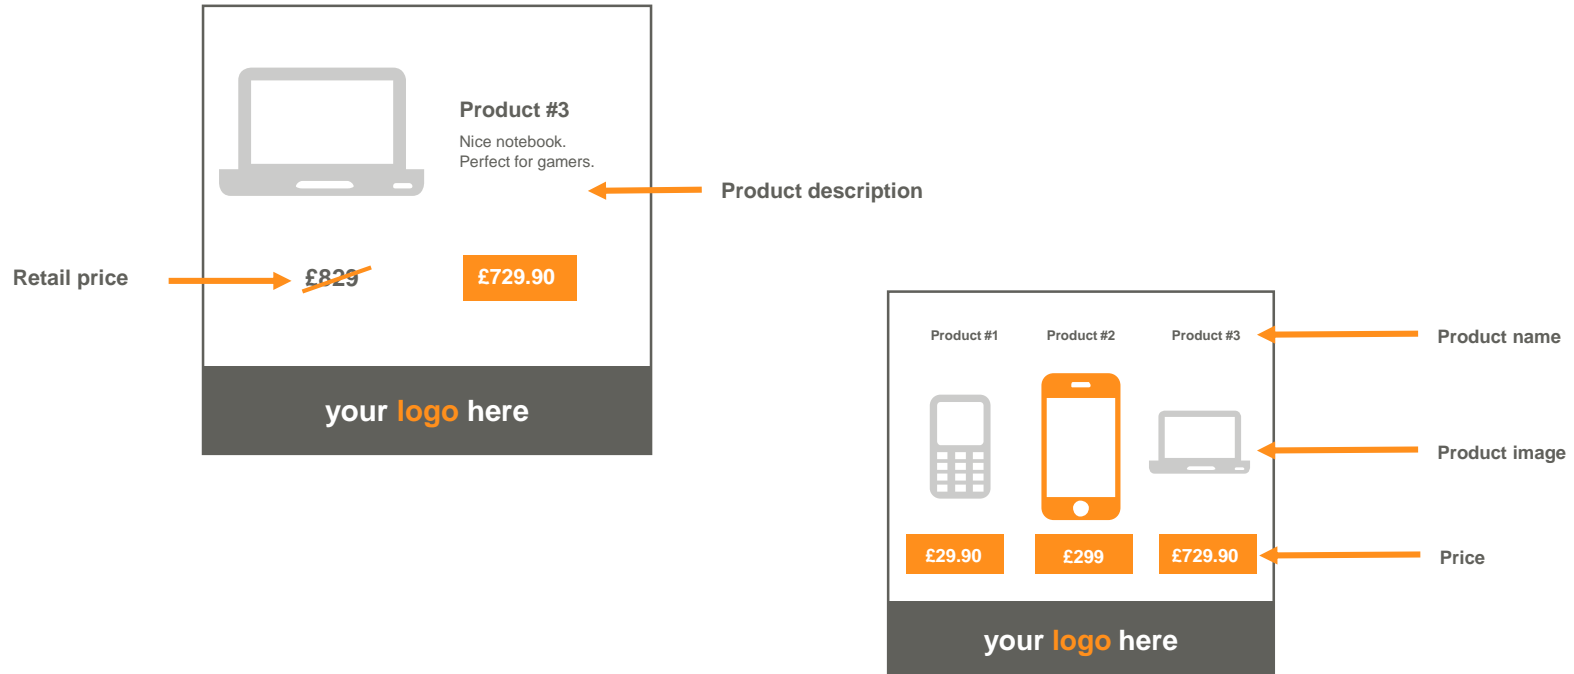 Product #3
Nice notebook.
Perfect for gamers.
Product description
Retail price
£829
£729.90
your logo here
Product #1
Product #2
Product #3
Product name
Product image
£29.90
£299
£729.90
Price
your logo here